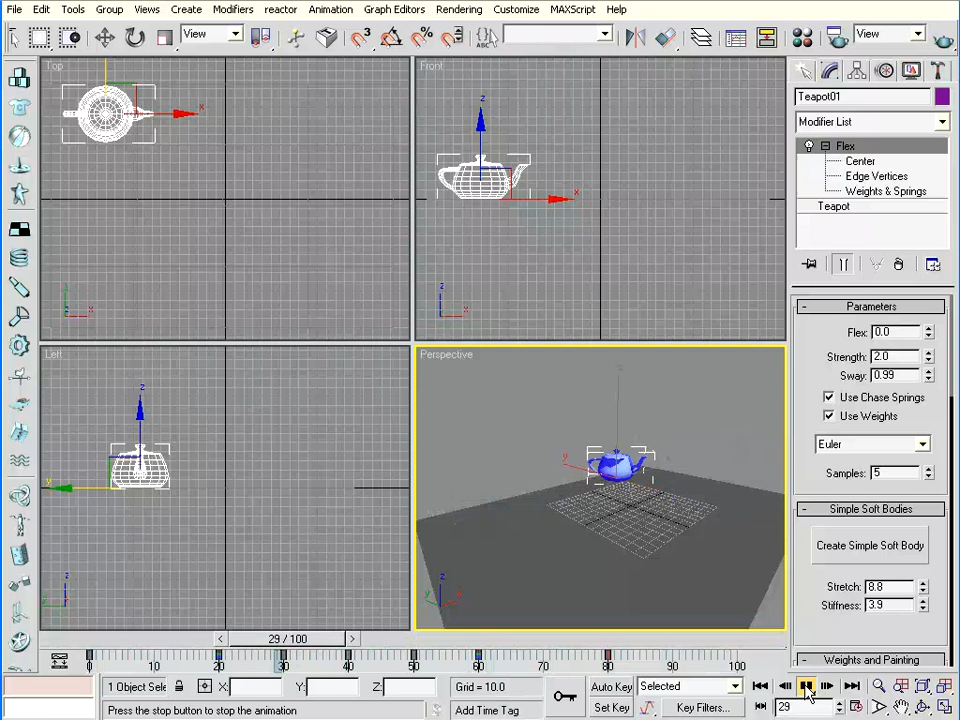 File Edit Tools Group Views Create Modifiers reactor Animation Graph Editors Rendering Customize MAXScript Help
View 3 % ABC View
Top Front
Teapot01
Modifier List
Flex
Center
Edge Vertices
Weights & Springs
Teapot
x z x
z x
Parameters
Flex: 0.0
Left Perspective
Strength: 2.0
Sway: 0.99
z
Use Chase Springs
Use Weights
Euler
Samples: 5
y
Simple Soft Bodies
Create Simple Soft Body
z z
Stretch: 8.8
Stiffness: 3.9
29 / 100
0 10 20 30 40 50 60 70 80 90 100
Weights and Painting
1 Object Sele X: Y: Z: Grid = 10.0 Auto Key Selected
Press the stop button to stop the animation Add Time Tag Set Key Key Filters... 29